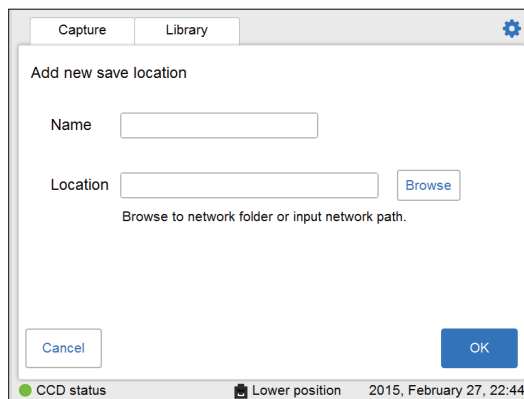 Capture Library
Add new save location
Name
Location Browse
Browse to network folder or input network path.
Cancel OK
CCD status Lower position 2015, February 27, 22:44